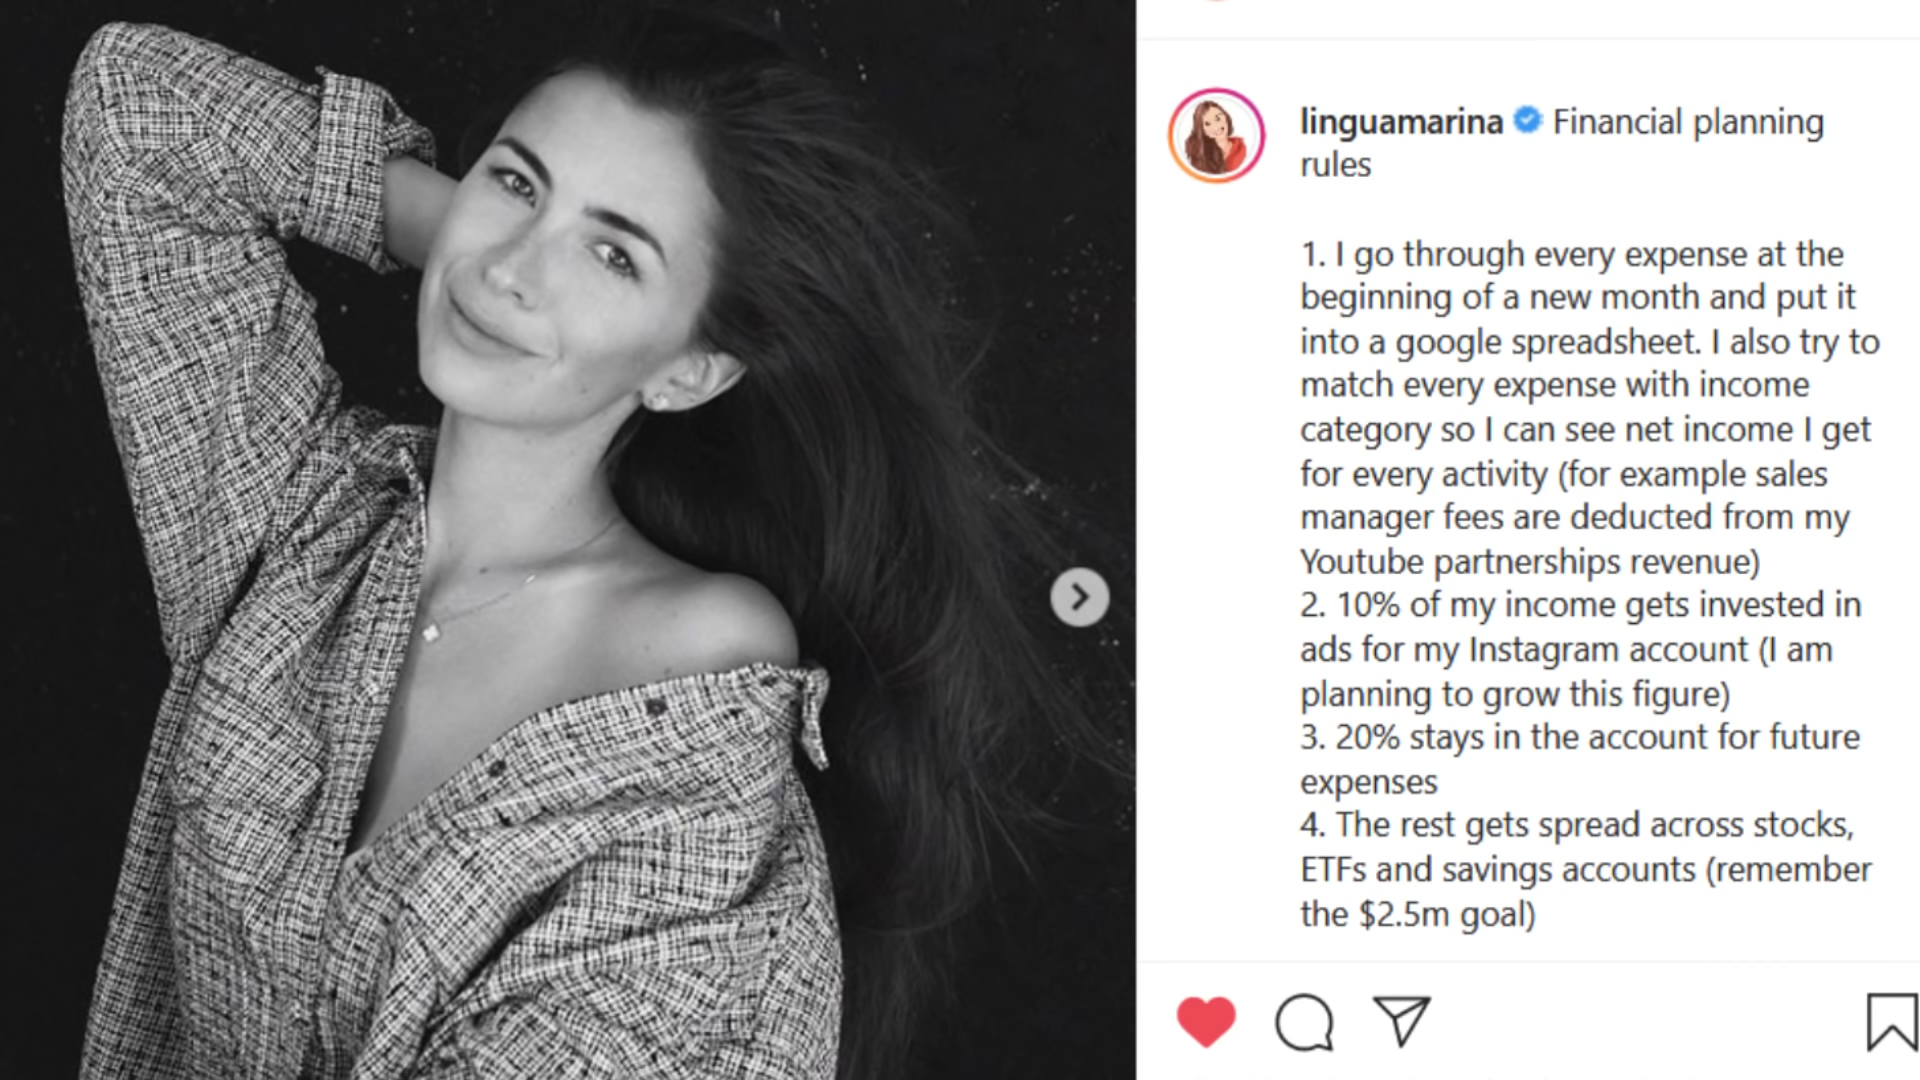 linguamarina Financial planning
rules
1. I go through every expense at the
beginning of a new month and put it
into a google spreadsheet. I also try to
match every expense with income
category so I can see net income I get
for every activity (for example sales
manager fees are deducted from my
Youtube partnerships revenue)
2. 10% of my income gets invested in
ads for my Instagram account (I am
planning to grow this figure)
3. 20% stays in the account for future
expenses
4. The rest gets spread across stocks,
ETFs and savings accounts (remember
the $2.5m goal)